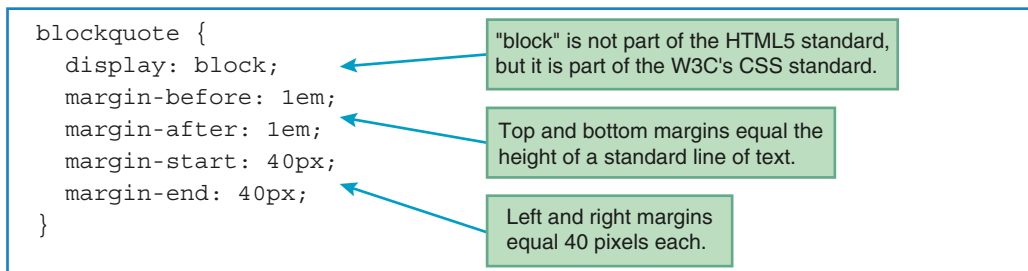 blockquote {
display: block;
margin-before: 1em;
margin-after: 1em;
margin-start: 40px;
margin-end: 40px;
}
"block" is not part of the HTML5 standard,
but it is part of the W3C's CSS standard.
Top and bottom margins equal the
height of a standard line of text.
Left and right margins
equal 40 pixels each.